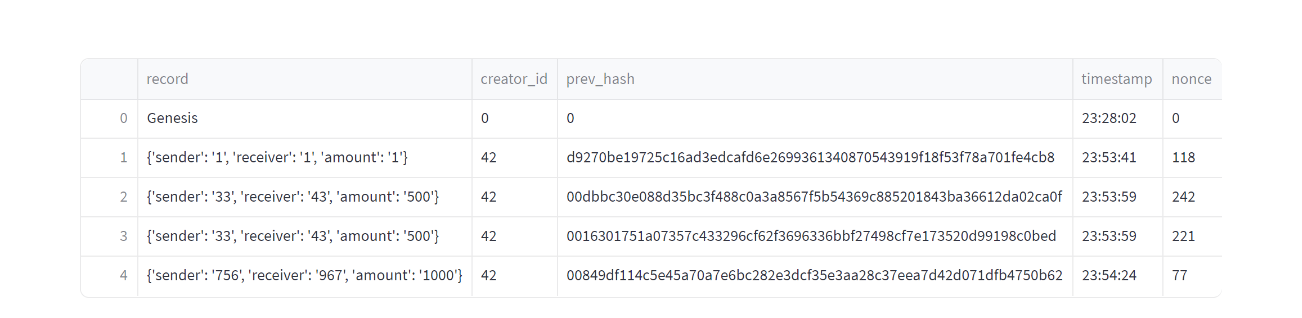 record creator_id prev_hash timestamp nonce
0 Genesis 0 0 23:28:02 0
1 {'sender': '1', 'receiver': '1', 'amount': '1'} 42 d9270be19725c16ad3edcafd6e2699361340870543919f18f53f78a701fe4cb8 23:53:41 118
2 {'sender': '33', 'receiver': '43', 'amount': '500'} 42 00dbbc30e088d35bc3f488c0a3a8567f5b54369c885201843ba36612da02ca0f 23:53:59 242
3 {'sender': '33', 'receiver': '43', 'amount': '500'} 42 0016301751a07357c433296cf62f3696336bbf27498cf7e173520d99198c0bed 23:53:59 221
4 {'sender': '756', 'receiver': '967', 'amount': '1000'} 42 00849df114c5e45a70a7e6bc282e3dcf35e3aa28c37eea7d42d071dfb4750b62 23:54:24 77